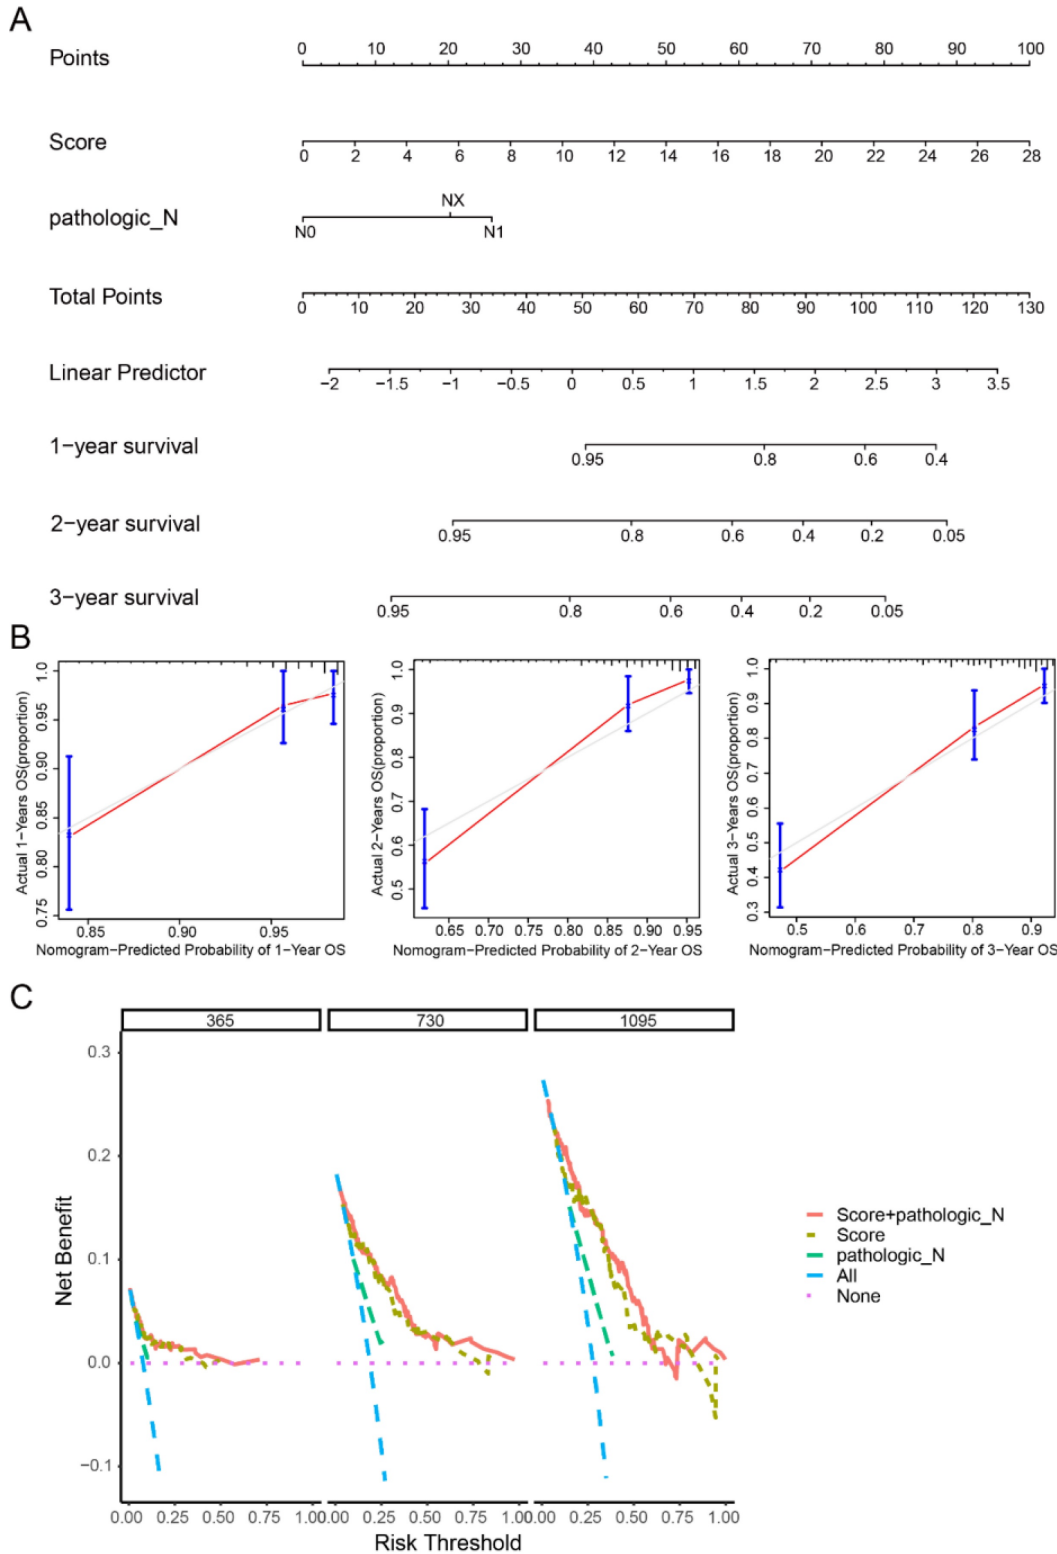 A
Points
0 10 20 30 40 50 60 70 80 90 100
Score
0 2 4 6 8 10 12 14 16 18 20 22 24 26 28
pathologic_N
NX
N0 N1
Total Points
0 10 20 30 40 50 60 70 80 90 100 110 120 130
Linear Predictor
−2 −1.5 −1 −0.5 0 0.5 1 1.5 2 2.5 3 3.5
1−year survival
0.95 0.8 0.6 0.4
2−year survival
0.95 0.8 0.6 0.4 0.2 0.05
3−year survival
0.95 0.8 0.6 0.4 0.2 0.05
B
Actual 1−Years OS(proportion)
0.75 0.80 0.85 0.90 0.95 1.0
0.85 0.90 0.95
Nomogram−Predicted Probability of 1−Year OS
Actual 2−Years OS(proportion)
0.5 0.6 0.7 0.8 0.9 1.0
0.65 0.70 0.75 0.80 0.85 0.90 0.95
Nomogram−Predicted Probability of 2−Year OS
Actual 3−Years OS(proportion)
0.3 0.4 0.5 0.6 0.7 0.8 0.9 1.0
0.5 0.6 0.7 0.8 0.9
Nomogram−Predicted Probability of 3−Year OS
C
365 730 1095
Net Benefit
0.3
0.2
0.1
0.0
−0.1
0.00 0.25 0.50 0.75 1.00
0.00 0.25 0.50 0.75 1.00
0.00 0.25 0.50 0.75 1.00
Risk Threshold
Score+pathologic_N
Score
pathologic_N
All
None